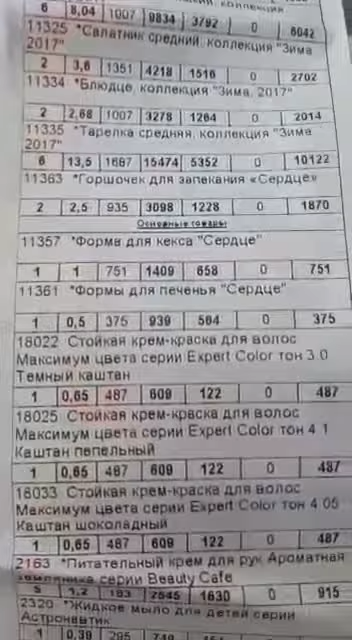 6 8,04 1007 9834 3792 0 6042
11325 *Салатник средний, коллекция "Зима
2017"
2 3,6 1351 4218 1516 0 2702
11334 *Блюдце, коллекция "Зима, 2017"
2 2,68 1007 3278 1264 0 2014
11335 *Тарелка средняя, коллекция "Зима
2017"
6 13,5 1687 15474 5352 0 10122
11363 *Горшочек для запекания «Сердце»
2 2,5 935 3098 1228 0 1870
Основные товары
11357 *Форма для кекса "Сердце"
1 1 751 1409 658 0 751
11361 *Формы для печенья "Сердце"
1 0,5 375 939 564 0 375
18022 Стойкая крем-краска для волос
Максимум цвета серии Expert Color тон 3.0
Темный каштан
1 0,65 487 609 122 0 487
18025 Стойкая крем-краска для волос
Максимум цвета серии Expert Color тон 4.1
Каштан пепельный
1 0,65 487 609 122 0 487
18033 Стойкая крем-краска для волос
Максимум цвета серии Expert Color тон 4.05
Каштан шоколадный
1 0,65 487 609 122 0 487
2163 *Питательный крем для рук Ароматная
земляника серии Beauty Cafe
5 1,2 183 2545 1630 0 915
2320 *Жидкое мыло для детей серии
Астронавтик
1 0,39 295